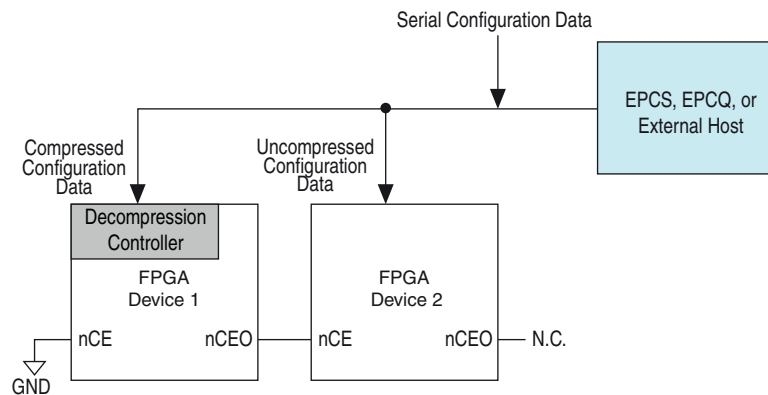 Serial Configuration Data
EPCS, EPCQ, or
External Host
Compressed
Configuration
Data
Uncompressed
Configuration
Data
Decompression
Controller
FPGA
Device 1
FPGA
Device 2
nCE
nCEO
nCE
nCEO
N.C.
GND